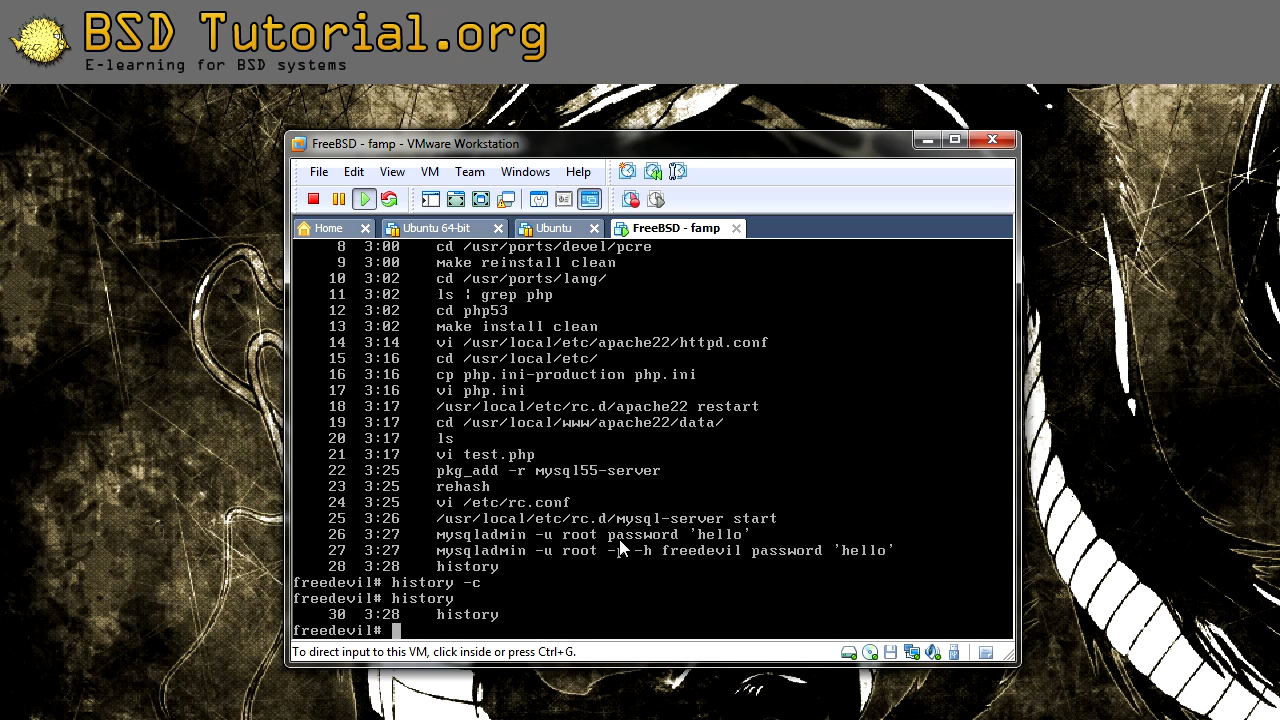 BSD Tutorial.org
E-learning for BSD systems
FreeBSD - famp - VMware Workstation
File Edit View VM Team Windows Help
Home Ubuntu 64-bit Ubuntu FreeBSD - famp
8 3:00 cd /usr/ports/devel/pcre
9 3:00 make reinstall clean
10 3:02 cd /usr/ports/lang/
11 3:02 ls | grep php
12 3:02 cd php53
13 3:02 make install clean
14 3:14 vi /usr/local/etc/apache22/httpd.conf
15 3:16 cd /usr/local/etc/
16 3:16 cp php.ini-production php.ini
17 3:16 vi php.ini
18 3:17 /usr/local/etc/rc.d/apache22 restart
19 3:17 cd /usr/local/www/apache22/data/
20 3:17 ls
21 3:17 vi test.php
22 3:25 pkg_add -r mysql55-server
23 3:25 rehash
24 3:25 vi /etc/rc.conf
25 3:26 /usr/local/etc/rc.d/mysql-server start
26 3:27 mysqladmin -u root password 'hello'
27 3:27 mysqladmin -u root -p -h freedevil password 'hello'
28 3:28 history
freedevil# history -c
freedevil# history
30 3:28 history
freedevil#
To direct input to this VM, click inside or press Ctrl+G.